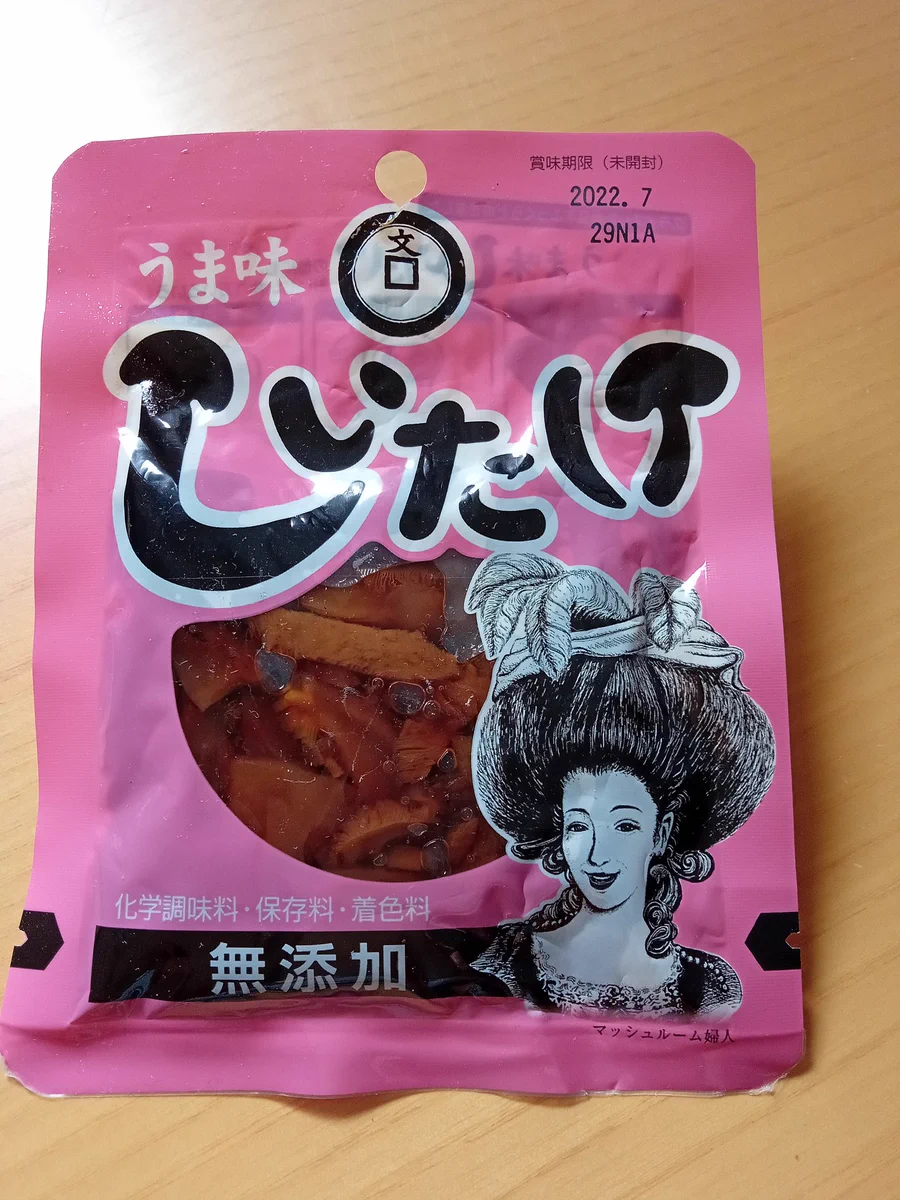 賞味期限（未開封）
2022. 7
29N1A
文
口
うま味
しいたけ
化学調味料・保存料・着色料
無添加
マッシュルーム婦人